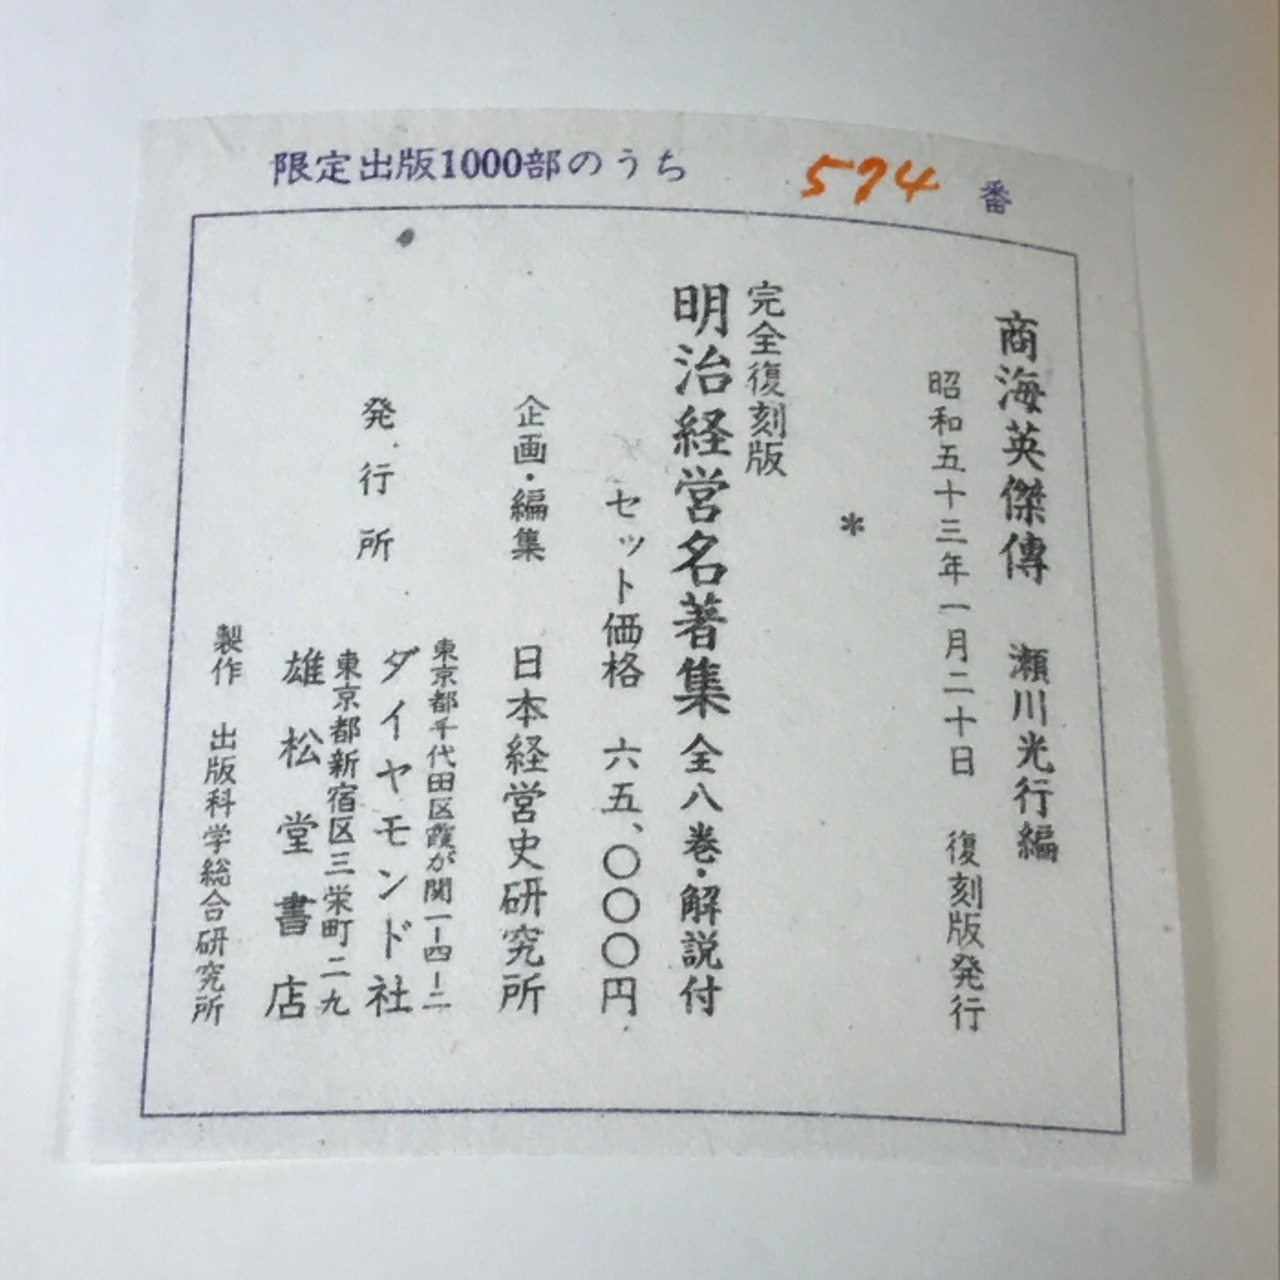 限定出版1000部のうち 574 番
商海英傑傳 瀬川光行編
昭和五十三年一月二十日 復刻版発行
*
完全復刻版
明治経営名著集 全八巻・解説付
セット価格 六五、〇〇〇円
企画・編集 日本経営史研究所
発行所
東京都千代田区霞が関一ー四ー二
ダイヤモンド社
東京都新宿区三栄町二九
雄松堂書店
製作 出版科学総合研究所